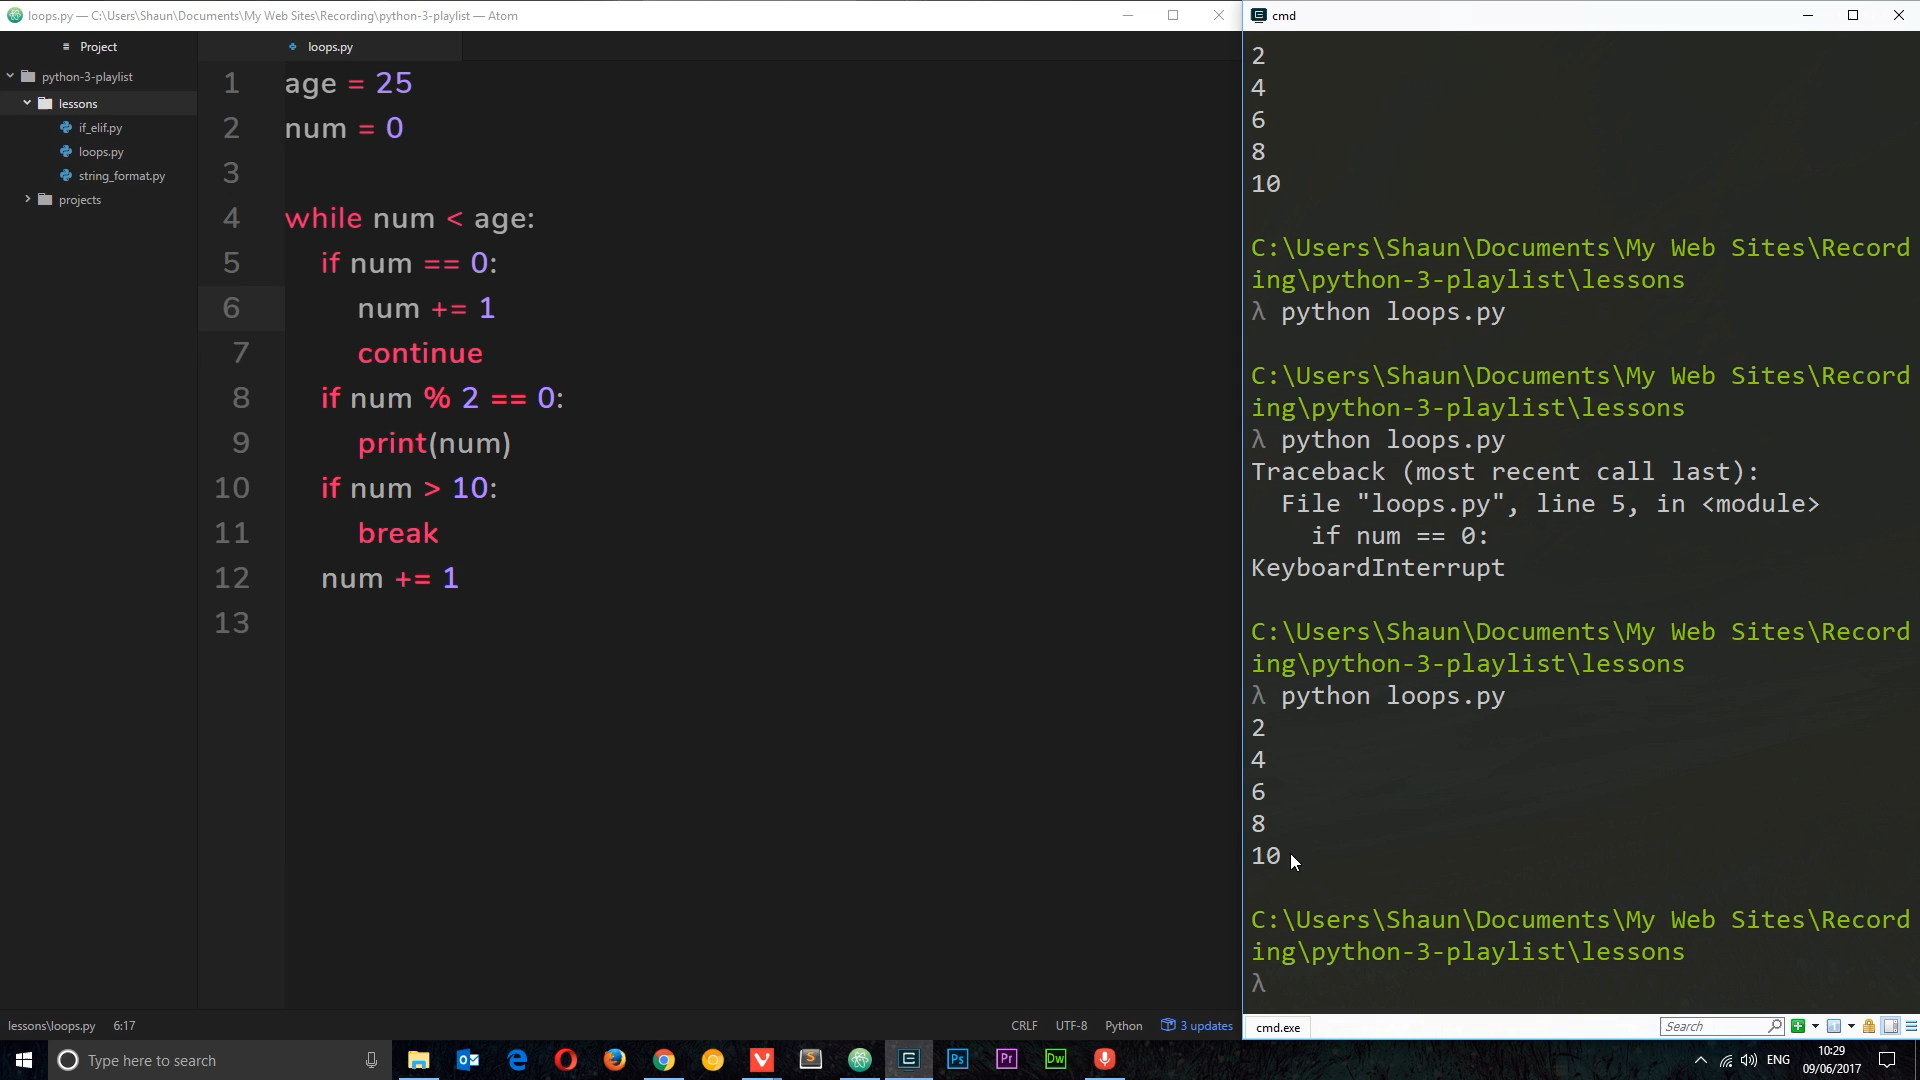 loops.py — C:\Users\Shaun\Documents\My Web Sites\Recording\python-3-playlist — Atom
Project
python-3-playlist
lessons
if_elif.py
loops.py
string_format.py
projects
loops.py
1 age = 25
2 num = 0
3
4 while num < age:
5 if num == 0:
6 num += 1
7 continue
8 if num % 2 == 0:
9 print(num)
10 if num > 10:
11 break
12 num += 1
13
lessons\loops.py 6:17
CRLF UTF-8 Python 3 updates
cmd
2
4
6
8
10
C:\Users\Shaun\Documents\My Web Sites\Record
ing\python-3-playlist\lessons
λ python loops.py
C:\Users\Shaun\Documents\My Web Sites\Record
ing\python-3-playlist\lessons
λ python loops.py
Traceback (most recent call last):
File "loops.py", line 5, in <module>
if num == 0:
KeyboardInterrupt
C:\Users\Shaun\Documents\My Web Sites\Record
ing\python-3-playlist\lessons
λ python loops.py
2
4
6
8
10
C:\Users\Shaun\Documents\My Web Sites\Record
ing\python-3-playlist\lessons
λ
cmd.exe
Search
Type here to search
Ps
Pr
Dw
ENG
10:29
09/06/2017